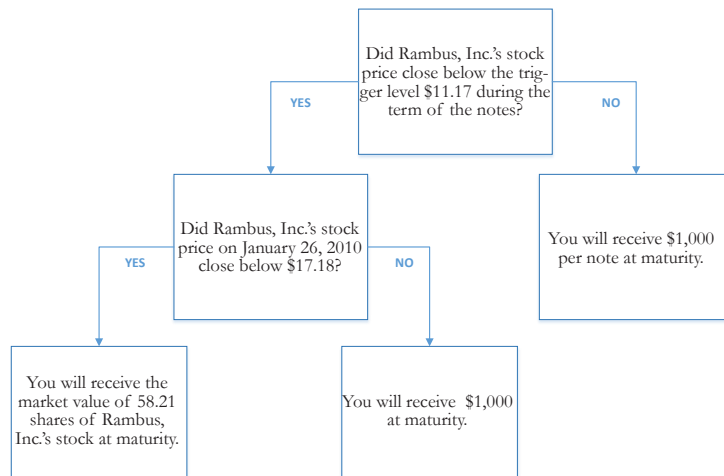 Did Rambus, Inc.'s stock
price close below the trig-
ger level $11.17 during the
term of the notes?
YES
NO
Did Rambus, Inc.'s stock
price on January 26, 2010
close below $17.18?
You will receive $1,000
per note at maturity.
YES
NO
You will receive the
market value of 58.21
shares of Rambus,
Inc.'s stock at maturity.
You will receive $1,000
at maturity.